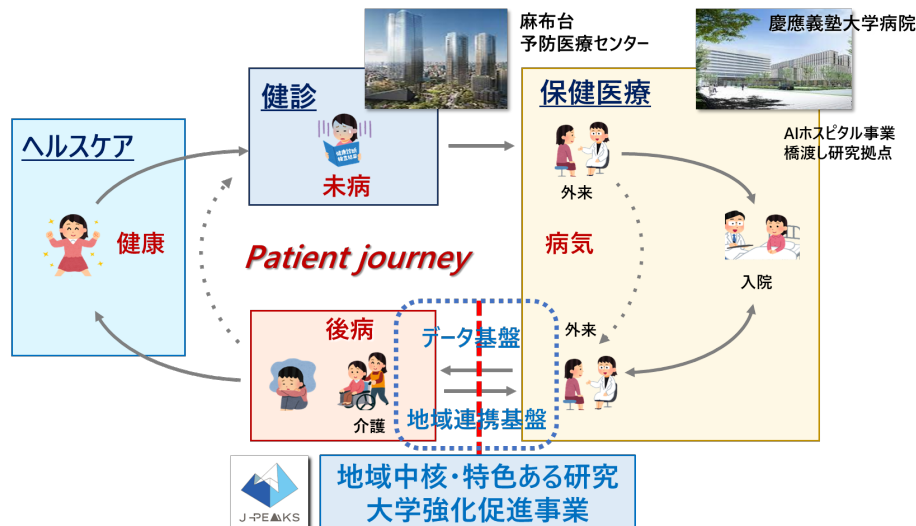 麻布台
予防医療センター
慶應義塾大学病院
健診
保健医療
AIホスピタル事業
橋渡し研究拠点
ヘルスケア
未病
外来
健康
Patient journey
病気
入院
後病
データ基盤
外来
介護
地域連携基盤
J-PEAKS
地域中核・特色ある研究
大学強化促進事業